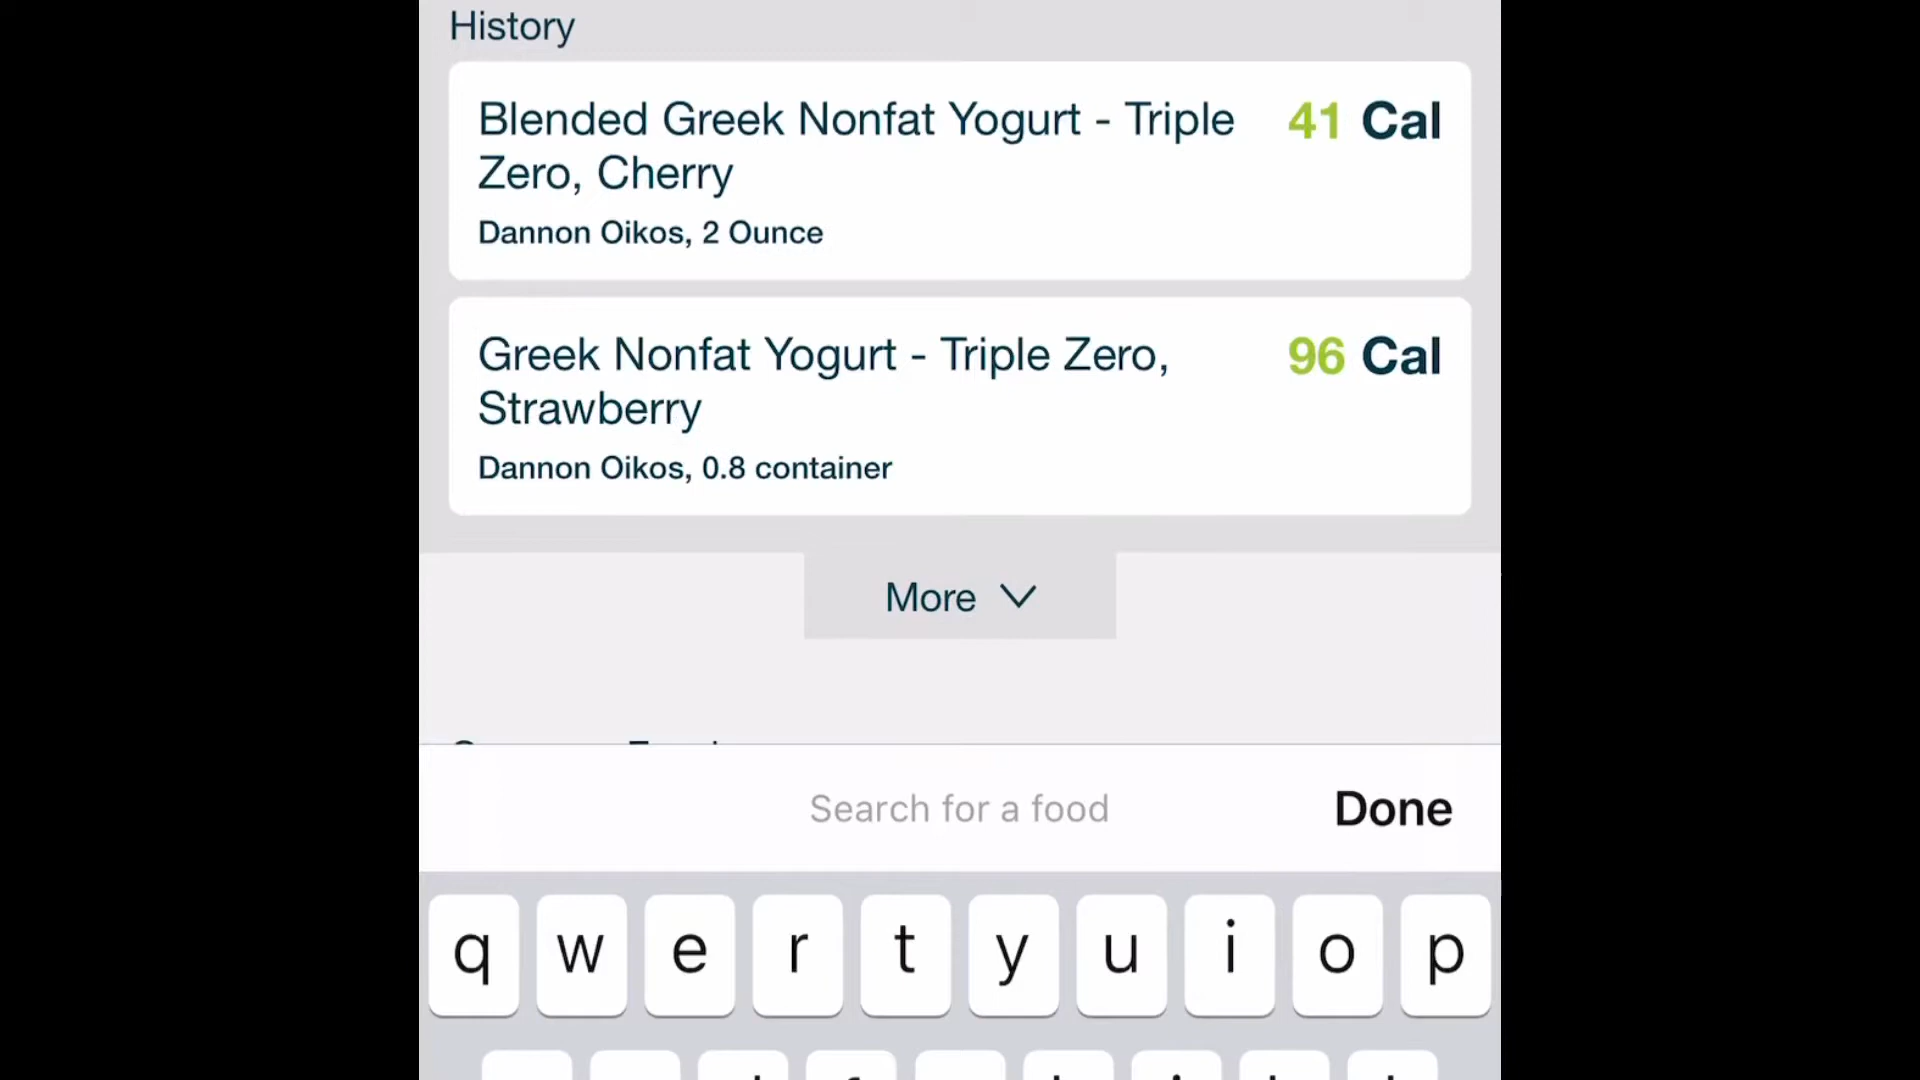 History
Blended Greek Nonfat Yogurt - Triple 41 Cal
Zero, Cherry
Dannon Oikos, 2 Ounce
Greek Nonfat Yogurt - Triple Zero, 96 Cal
Strawberry
Dannon Oikos, 0.8 container
More
Search for a food Done
q w e r t y u i o p